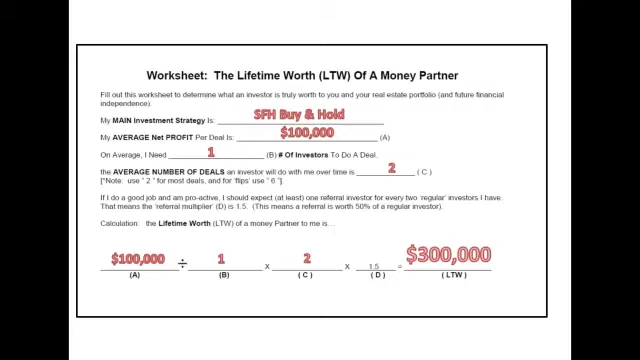 Worksheet: The Lifetime Worth (LTW) Of A Money Partner
Fill out this worksheet to determine what an investor is truly worth to you and your real estate portfolio (and future financial
independence).
My MAIN Investment Strategy Is: SFH Buy & Hold
My AVERAGE Net PROFIT Per Deal Is: $100,000 (A)
On Average, I Need 1 (B) # Of Investors To Do A Deal.
the AVERAGE NUMBER OF DEALS an investor will do with me over time is 2 ( C )
[*Note: use " 2 " for most deals, and for 'flips' use " 6 "].
If I do a good job and am pro-active, I should expect (at least) one referral investor for every two 'regular' investors I have.
That means the 'referral multiplier' (D) is 1.5. (This means a referral is worth 50% of a regular investor).
Calculation: the Lifetime Worth (LTW) of a money Partner to me is…
$100,000 ÷ 1 X 2 X 1.5 = $300,000
(A) (B) ( C ) ( D ) ( LTW )